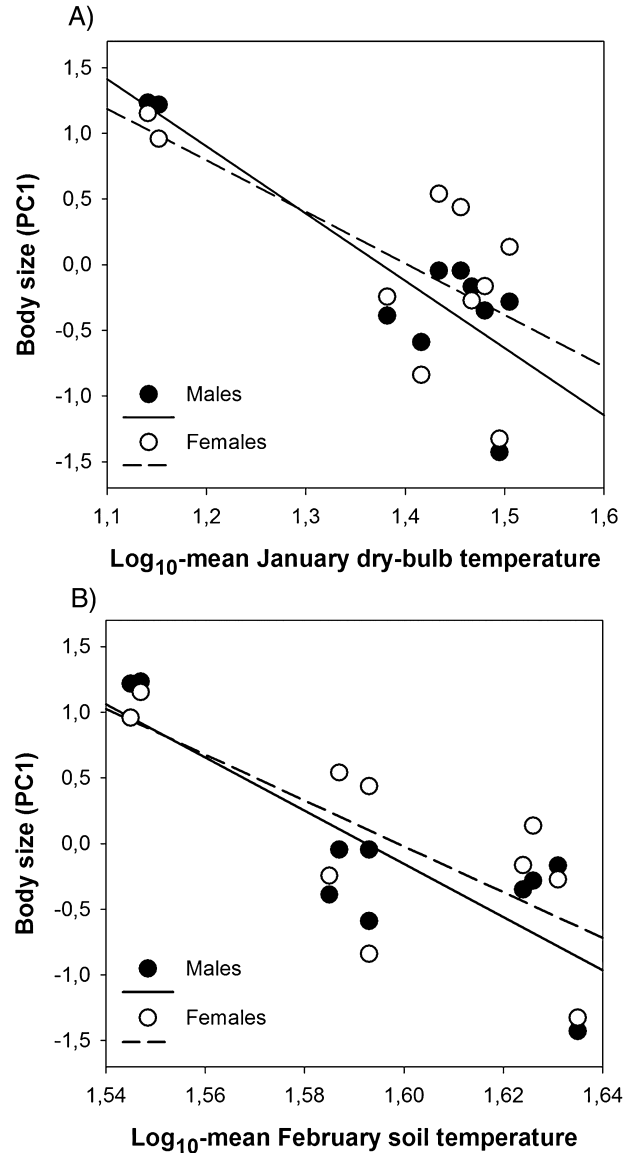 A)
1,5
1,0
0,5
0,0
-0,5
-1,0
-1,5
Body size (PC1)
Males
Females
1,1 1,2 1,3 1,4 1,5 1,6
Log10-mean January dry-bulb temperature
B)
1,5
1,0
0,5
0,0
-0,5
-1,0
-1,5
Body size (PC1)
Males
Females
1,54 1,56 1,58 1,60 1,62 1,64
Log10-mean February soil temperature